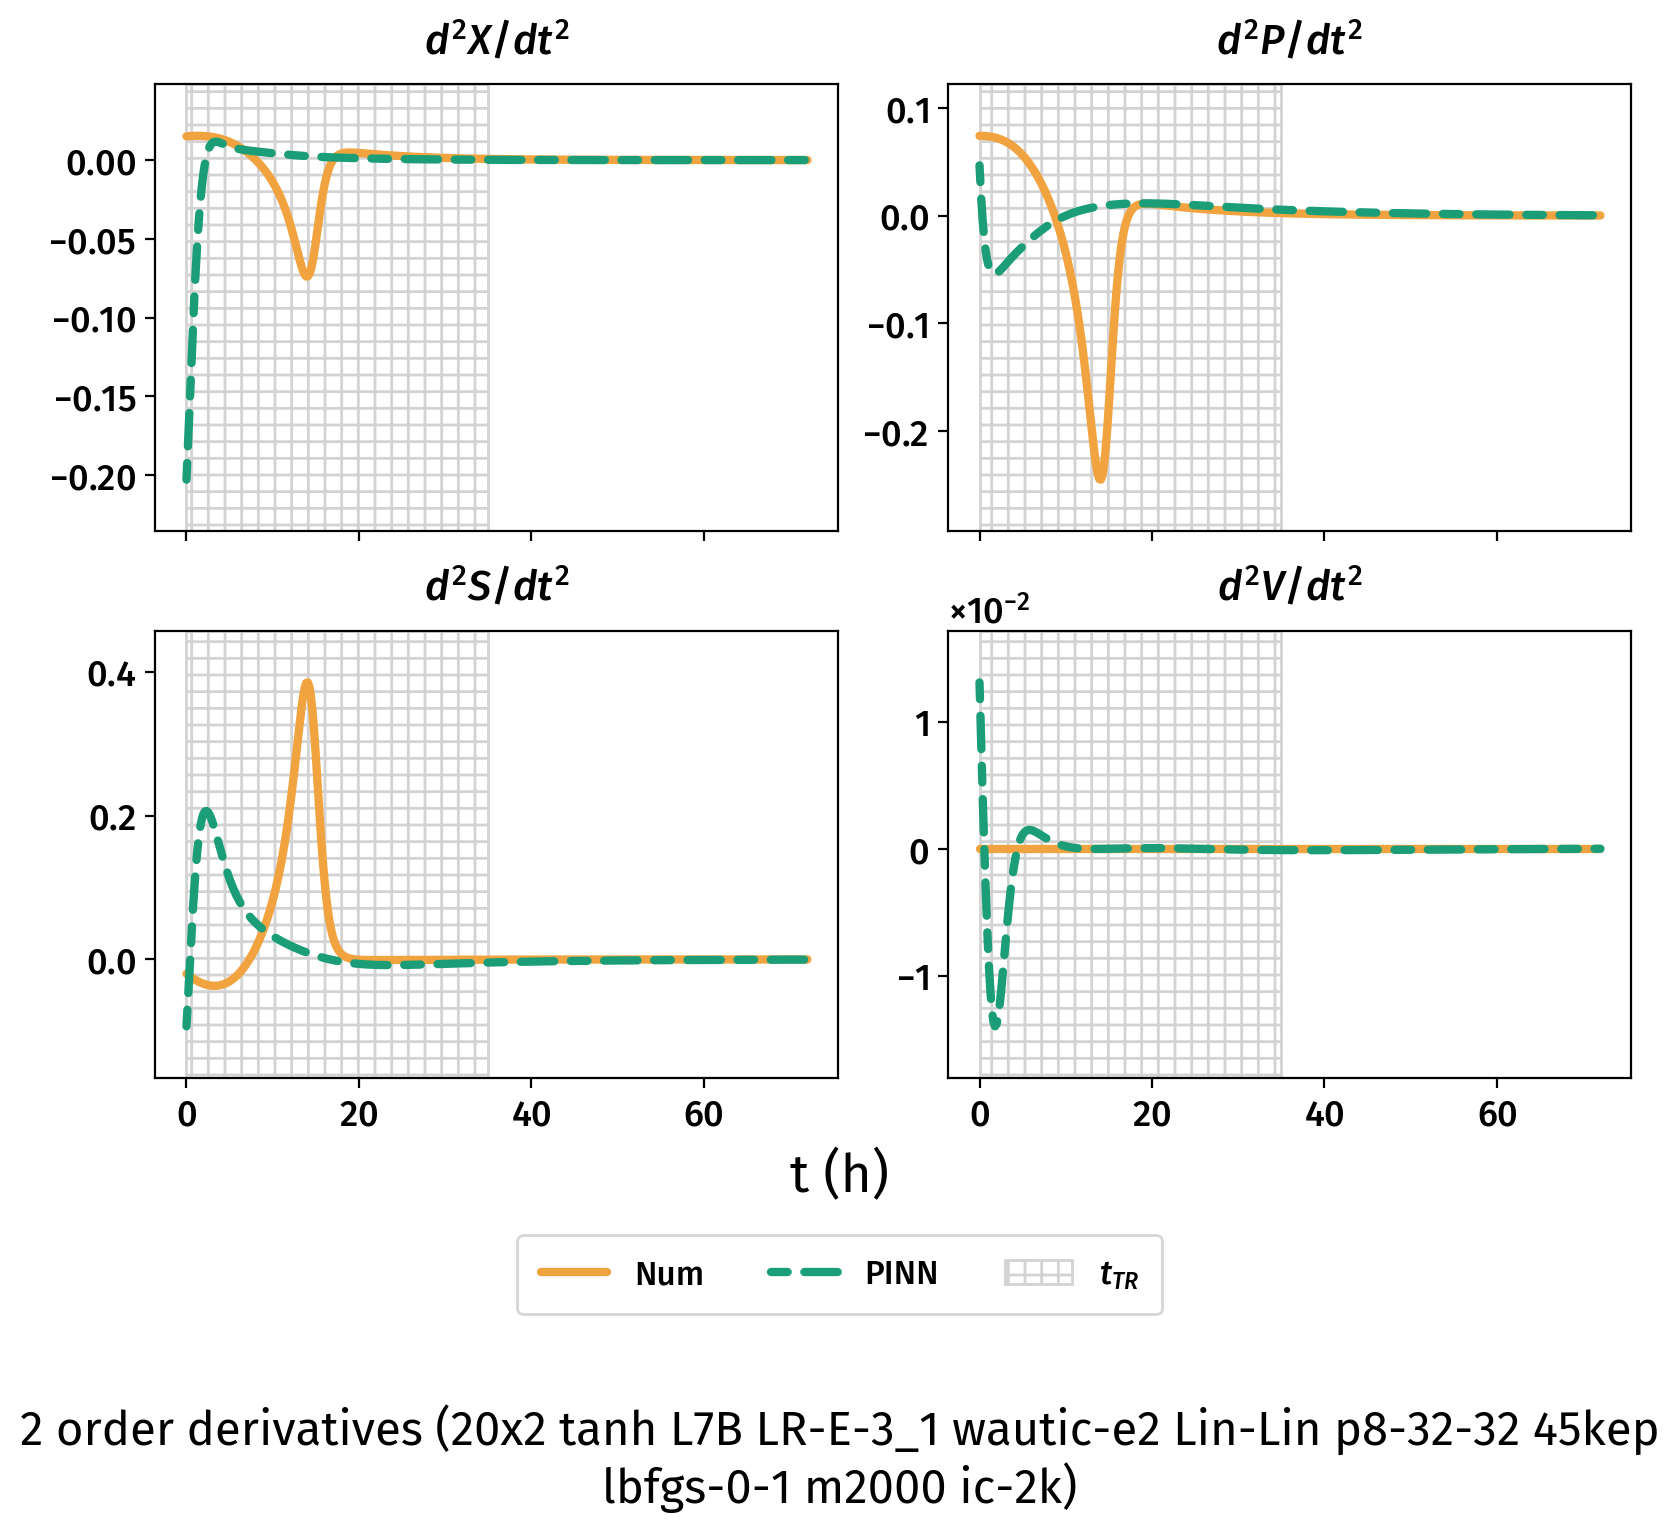 d²X/dt²
d²P/dt²
0.00
−0.05
−0.10
−0.15
−0.20
0.1
0.0
−0.1
−0.2
d²S/dt²
d²V/dt²
×10⁻²
0.4
0.2
0.0
1
0
−1
0 20 40 60
0 20 40 60
t (h)
Num PINN t_TR
2 order derivatives (20x2 tanh L7B LR-E-3_1 wautic-e2 Lin-Lin p8-32-32 45kep
lbfgs-0-1 m2000 ic-2k)